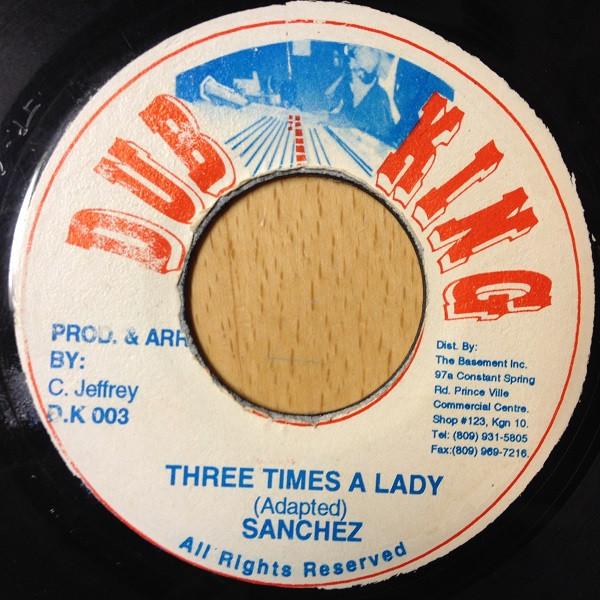 DUB KING
PROD. & ARR
BY:
C. Jeffrey
D.K 003
Dist. By:
The Basement Inc.
97a Constant Spring
Rd. Prince Ville
Commercial Centre.
Shop #123, Kgn 10.
Tel: (809) 931-5805
Fax:(809) 969-7216.
THREE TIMES A LADY
(Adapted)
SANCHEZ
All Rights Reserved